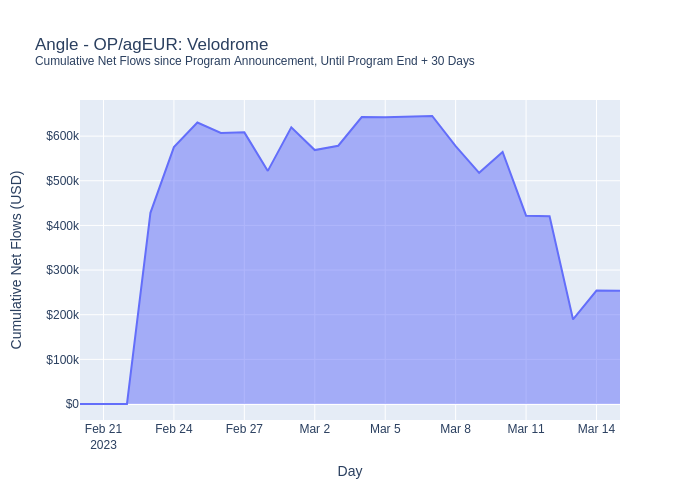 Angle - OP/agEUR: Velodrome
Cumulative Net Flows since Program Announcement, Until Program End + 30 Days
Cumulative Net Flows (USD)
$600k
$500k
$400k
$300k
$200k
$100k
$0
Feb 21
2023
Feb 24
Feb 27
Mar 2
Mar 5
Mar 8
Mar 11
Mar 14
Day